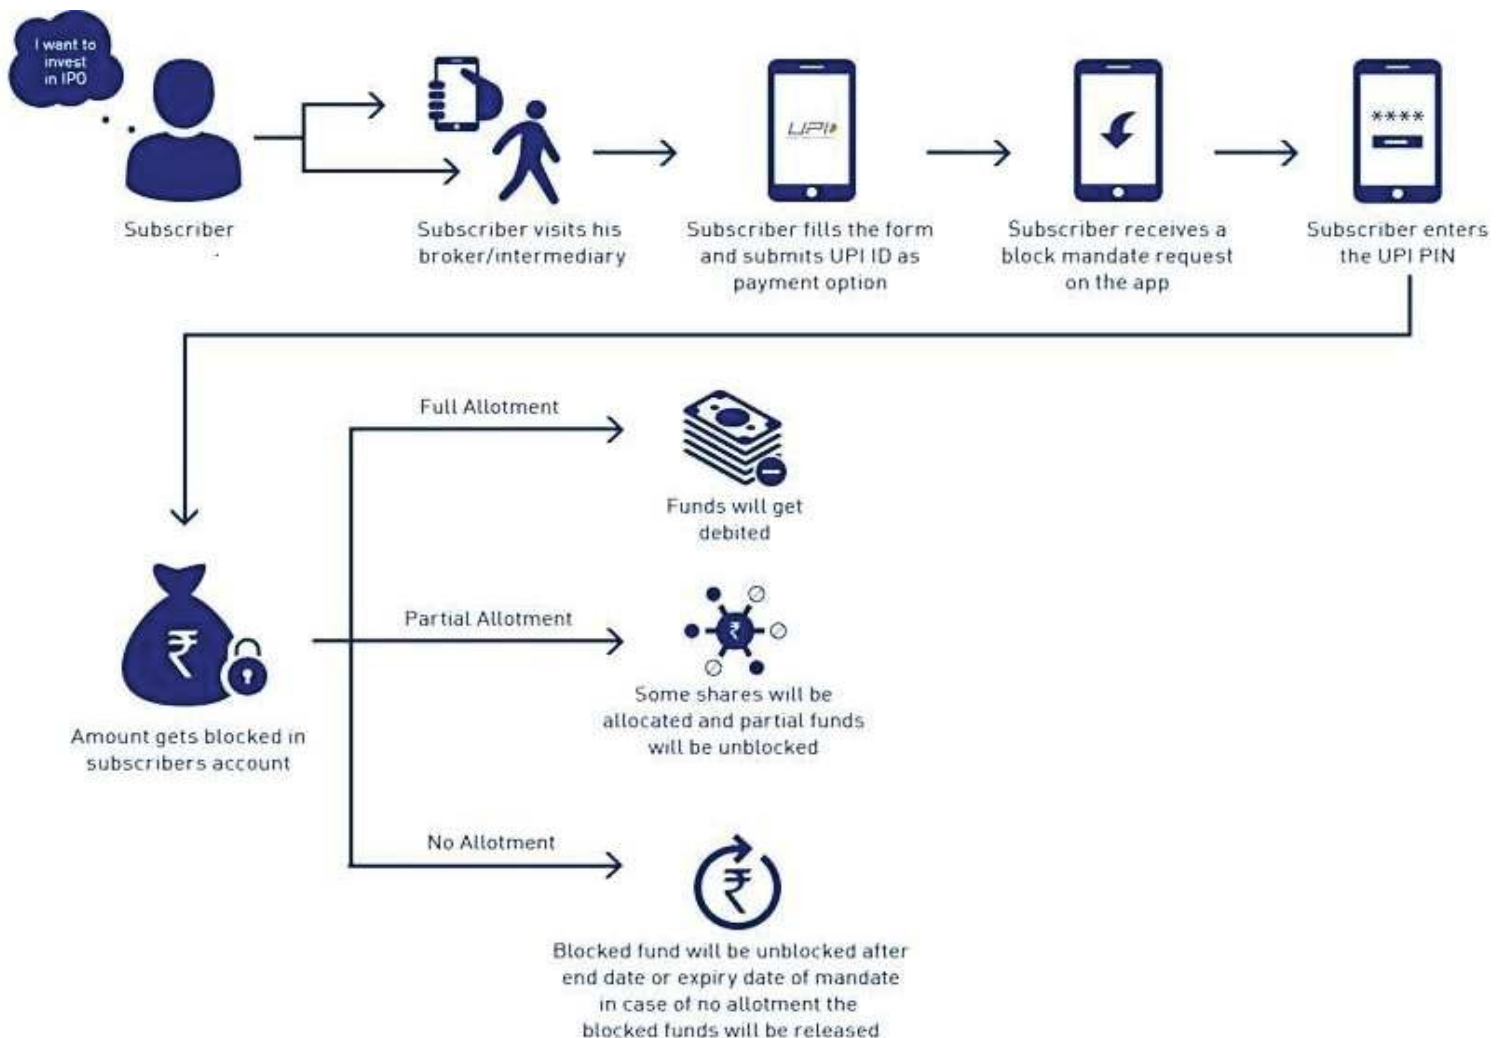 I want to
invest
in IPO
Subscriber
Subscriber visits his
broker/intermediary
UPI
Subscriber fills the form
and submits UPI ID as
payment option
Subscriber receives a
block mandate request
on the app
****
Subscriber enters
the UPI PIN
Full Allotment
Funds will get
debited
Partial Allotment
₹
Some shares will be
allocated and partial funds
will be unblocked
₹
Amount gets blocked in
subscribers account
No Allotment
₹
Blocked fund will be unblocked after
end date or expiry date of mandate
in case of no allotment the
blocked funds will be released